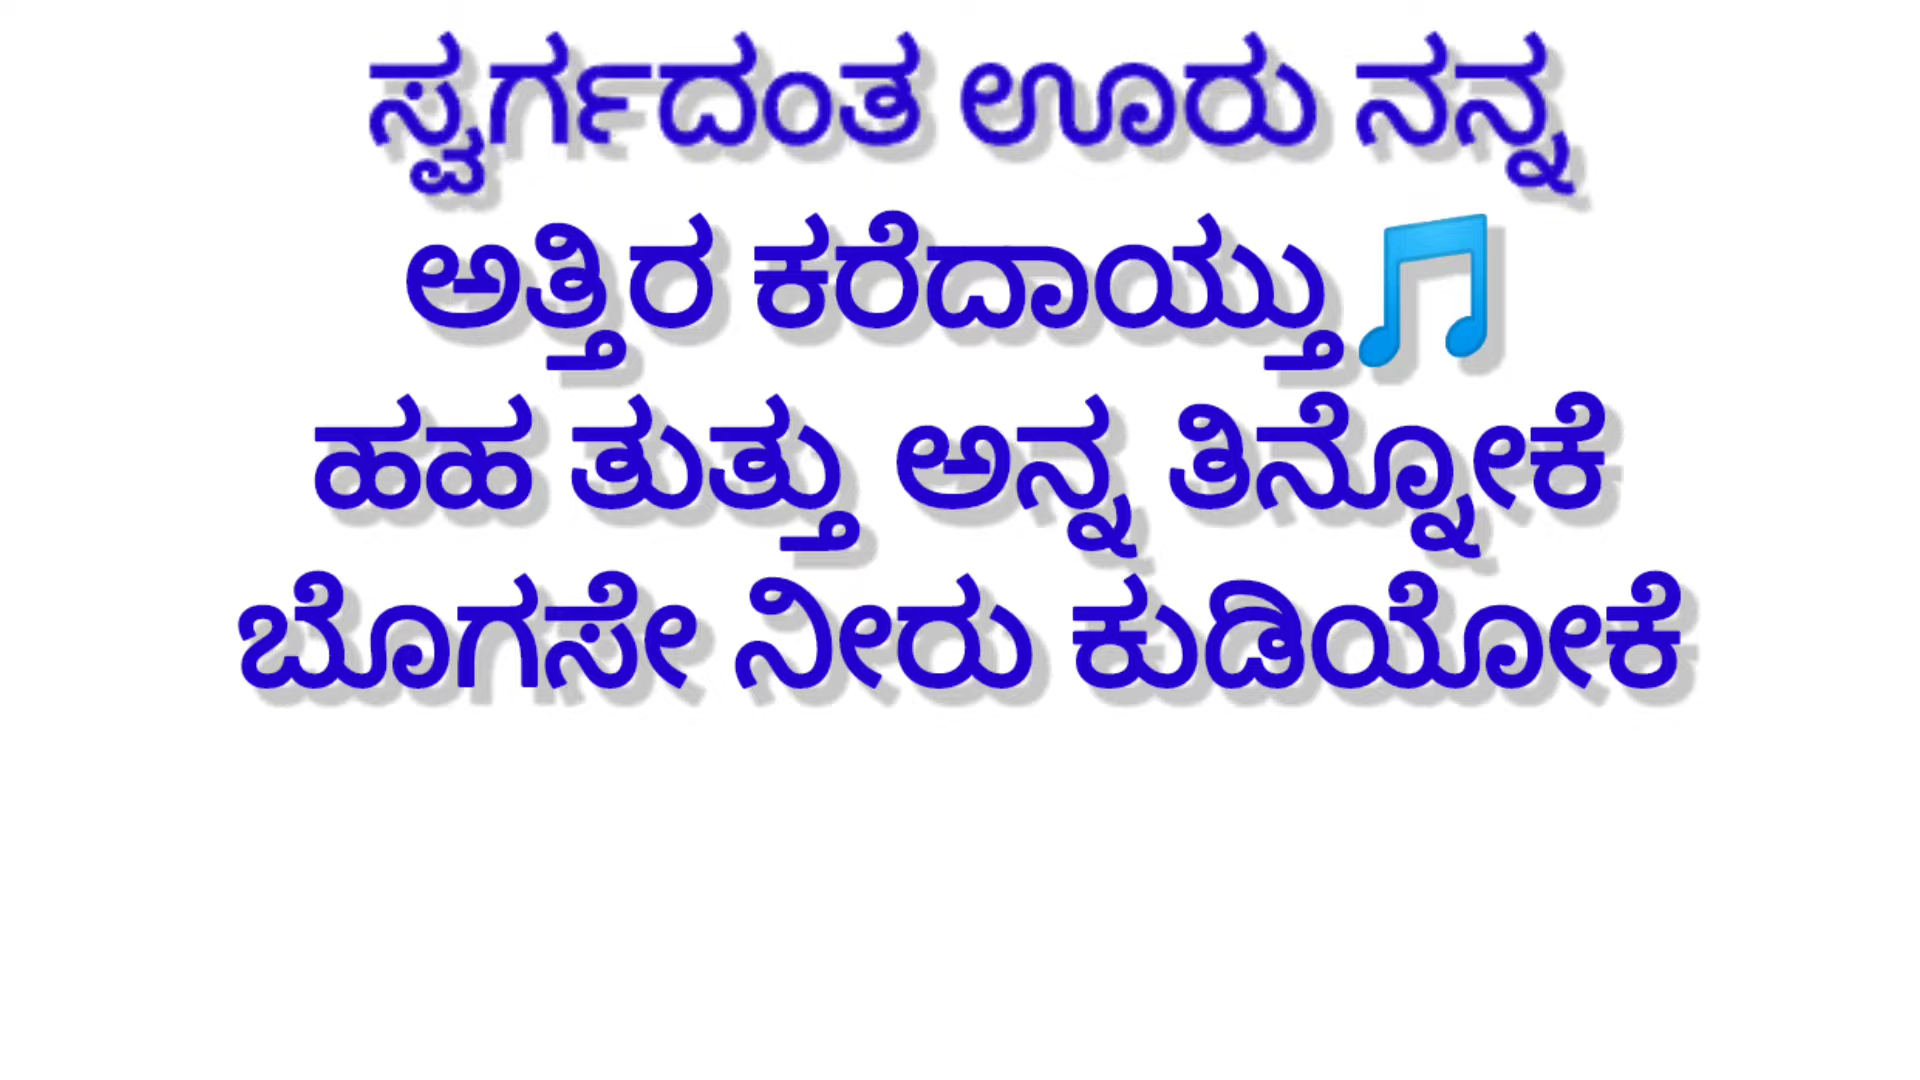 ಸ್ವರ್ಗದಂತ ಊರು ನನ್ನ
ಅತ್ತಿರ ಕರೆದಾಯ್ತು🎵
ಹಹ ತುತ್ತು ಅನ್ನ ತಿನ್ನೋಕೆ
ಬೊಗಸೇ ನೀರು ಕುಡಿಯೋಕೆ